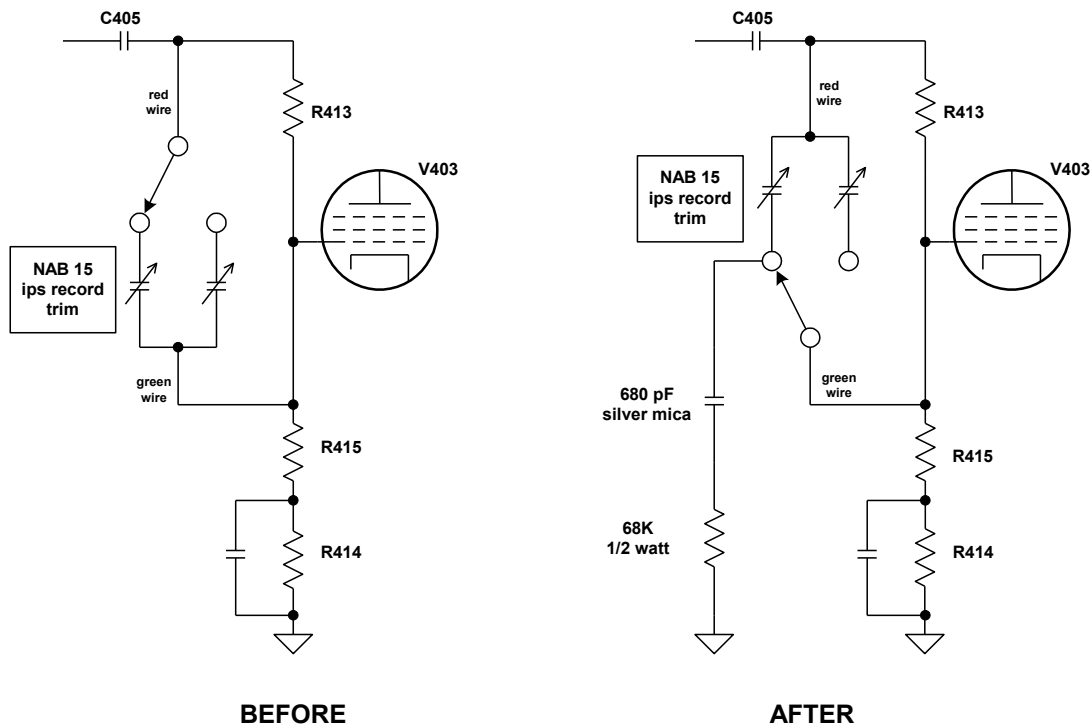 C405
red
wire
R413
V403
NAB 15
ips record
trim
green
wire
R415
R414
BEFORE
C405
red
wire
R413
V403
NAB 15
ips record
trim
green
wire
680 pF
silver mica
R415
68K
1/2 watt
R414
AFTER